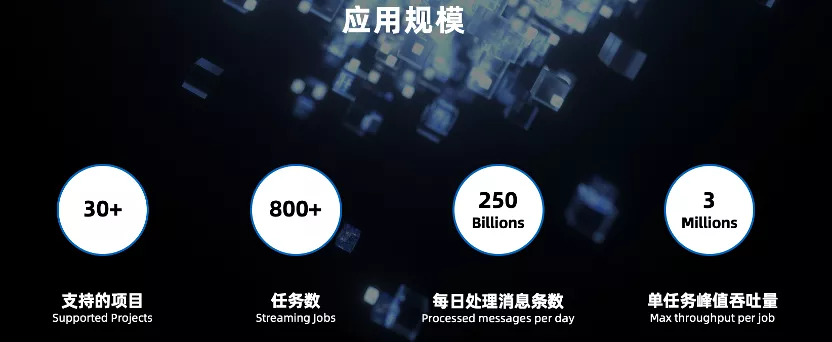 应用规模
30+
800+
250
Billions
3
Millions
支持的项目
Supported Projects
任务数
Streaming Jobs
每日处理消息条数
Processed messages per day
单任务峰值吞吐量
Max throughput per job